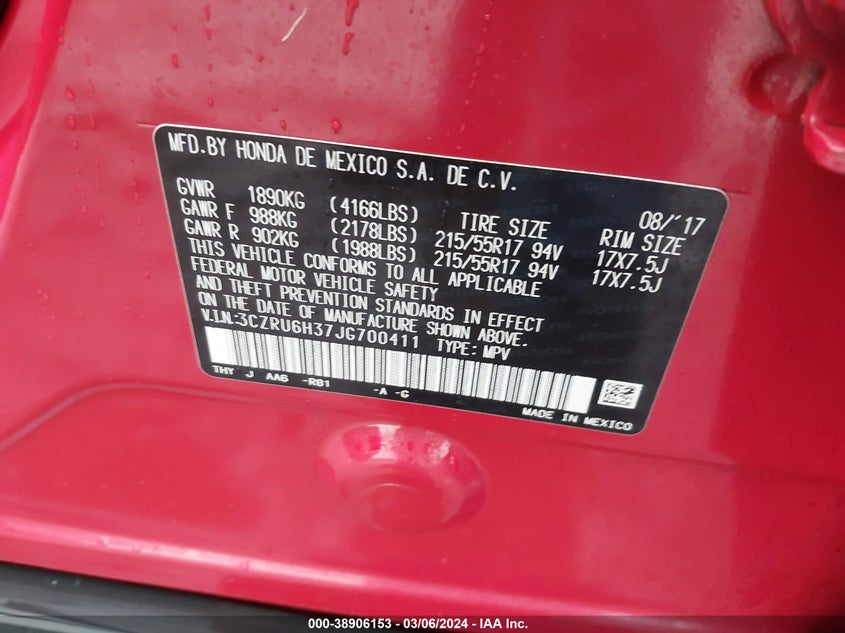 MFD.BY HONDA DE MEXICO S.A. DE C.V.
08/'17
GVWR 1890KG (4166LBS) TIRE SIZE RIM SIZE
GAWR F 988KG (2178LBS) 215/55R17 94V 17X7.5J
GAWR R 902KG (1988LBS) 215/55R17 94V 17X7.5J
THIS VEHICLE CONFORMS TO ALL APPLICABLE
FEDERAL MOTOR VEHICLE SAFETY
AND THEFT PREVENTION STANDARDS IN EFFECT
ON THE DATE OF MANUFACTURE SHOWN ABOVE.
V.I.N:3CZRU6H37JG700411 TYPE: MPV
THY J AA6 -R81 -A -G
MADE IN MEXICO
000-38906153 - 03/06/2024 - IAA Inc.